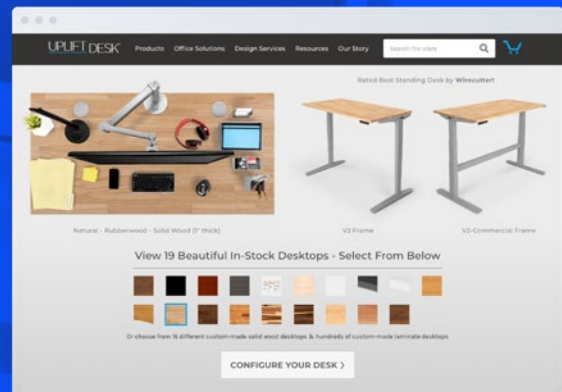 UPLIFT DESK
Products Office Solutions Design Services Resources Our Story Search the store
Rated Best Standing Desk by Wirecutter!
Natural - Rubberwood - Solid Wood (1" thick) V2 Frame V2-Commercial Frame
View 19 Beautiful In-Stock Desktops - Select From Below
Or choose from 16 different custom-made solid wood desktops & hundreds of custom-made laminate desktops
CONFIGURE YOUR DESK >